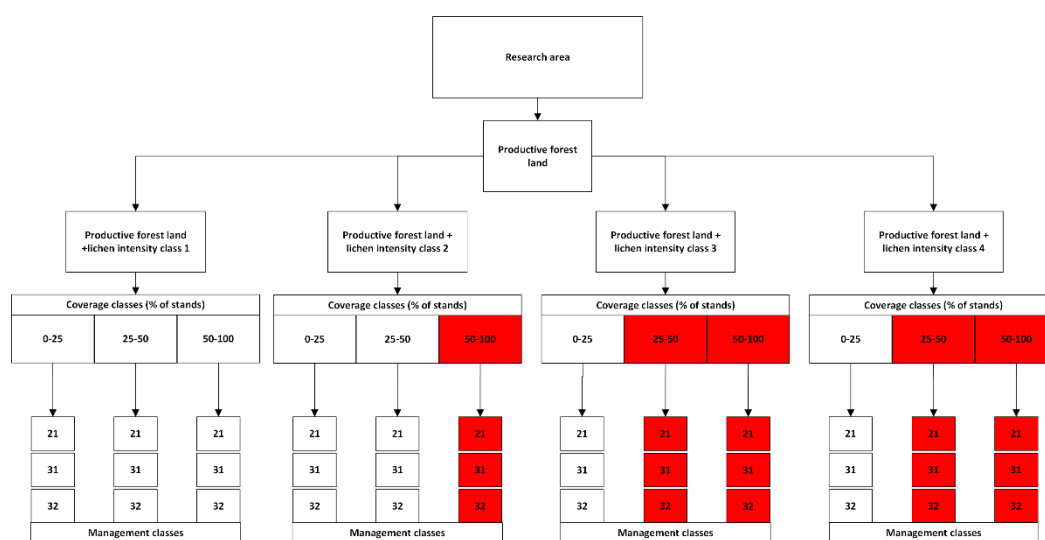 Research area
Productive forest
land
Productive forest land
+lichen intensity class 1
Productive forest land +
lichen intensity class 2
Productive forest land +
lichen intensity class 3
Productive forest land +
lichen intensity class 4
Coverage classes (% of stands)
Coverage classes (% of stands)
Coverage classes (% of stands)
Coverage classes (% of stands)
0-25 25-50 50-100
0-25 25-50 50-100
0-25 25-50 50-100
0-25 25-50 50-100
21 21 21
21 21 21
21 21 21
21 21 21
31 31 31
31 31 31
31 31 31
31 31 31
32 32 32
32 32 32
32 32 32
32 32 32
Management classes
Management classes
Management classes
Management classes